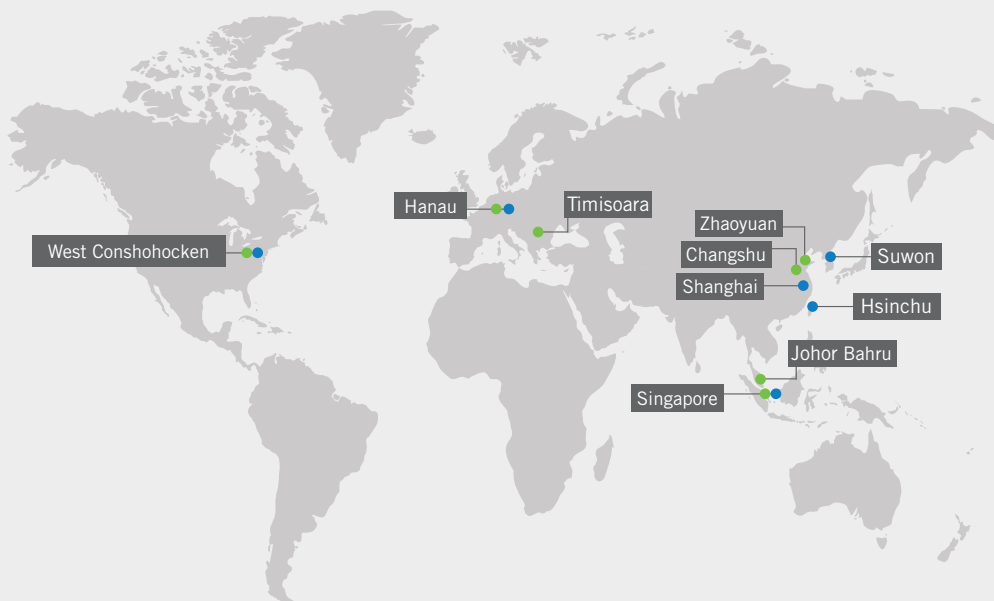 Hanau
Timisoara
Zhaoyuan
West Conshohocken
Changshu
Suwon
Shanghai
Hsinchu
Johor Bahru
Singapore